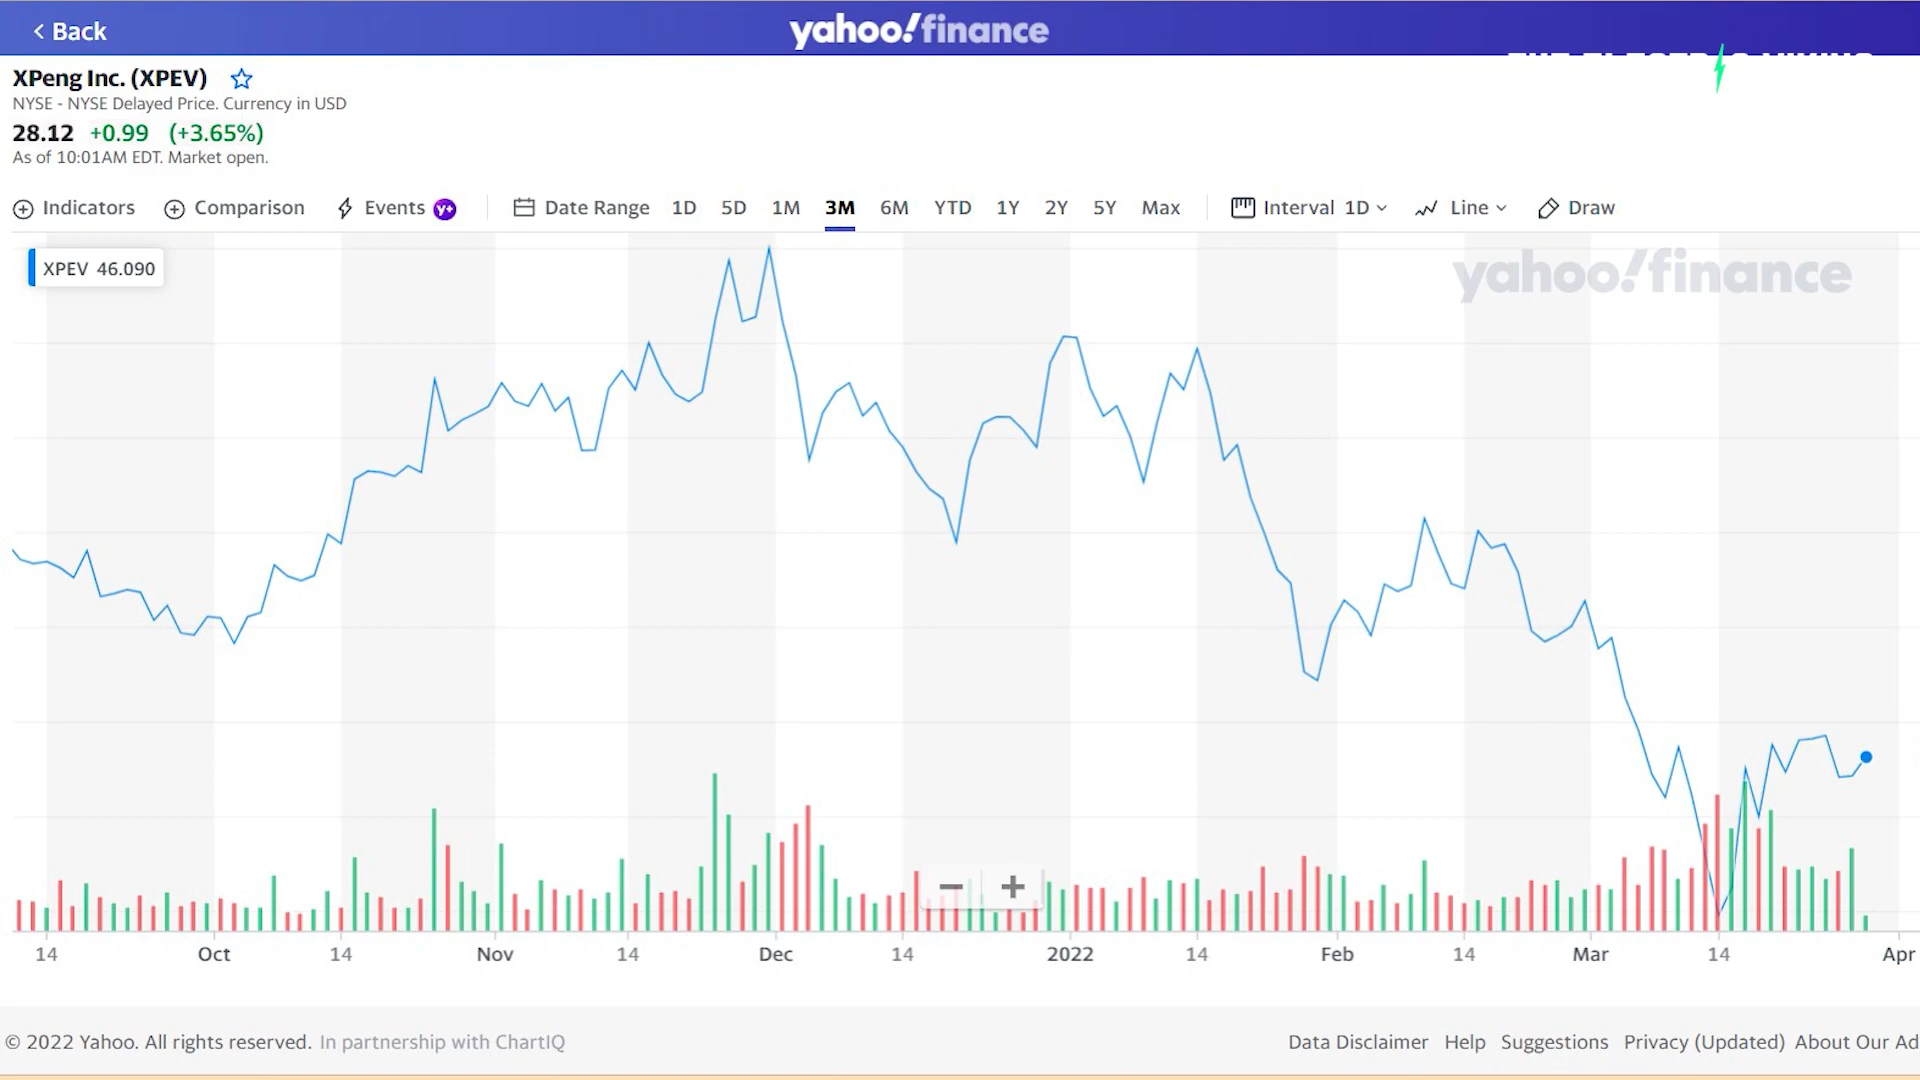 Back
yahoo!finance
XPeng Inc. (XPEV)
NYSE - NYSE Delayed Price. Currency in USD
28.12 +0.99 (+3.65%)
As of 10:01AM EDT. Market open.
Indicators Comparison Events Y+ Date Range 1D 5D 1M 3M 6M YTD 1Y 2Y 5Y Max Interval 1D Line Draw
XPEV 46.090
yahoo!finance
14 Oct 14 Nov 14 Dec 14 2022 14 Feb 14 Mar 14 Apr
© 2022 Yahoo. All rights reserved. In partnership with ChartIQ Data Disclaimer Help Suggestions Privacy (Updated) About Our Ad